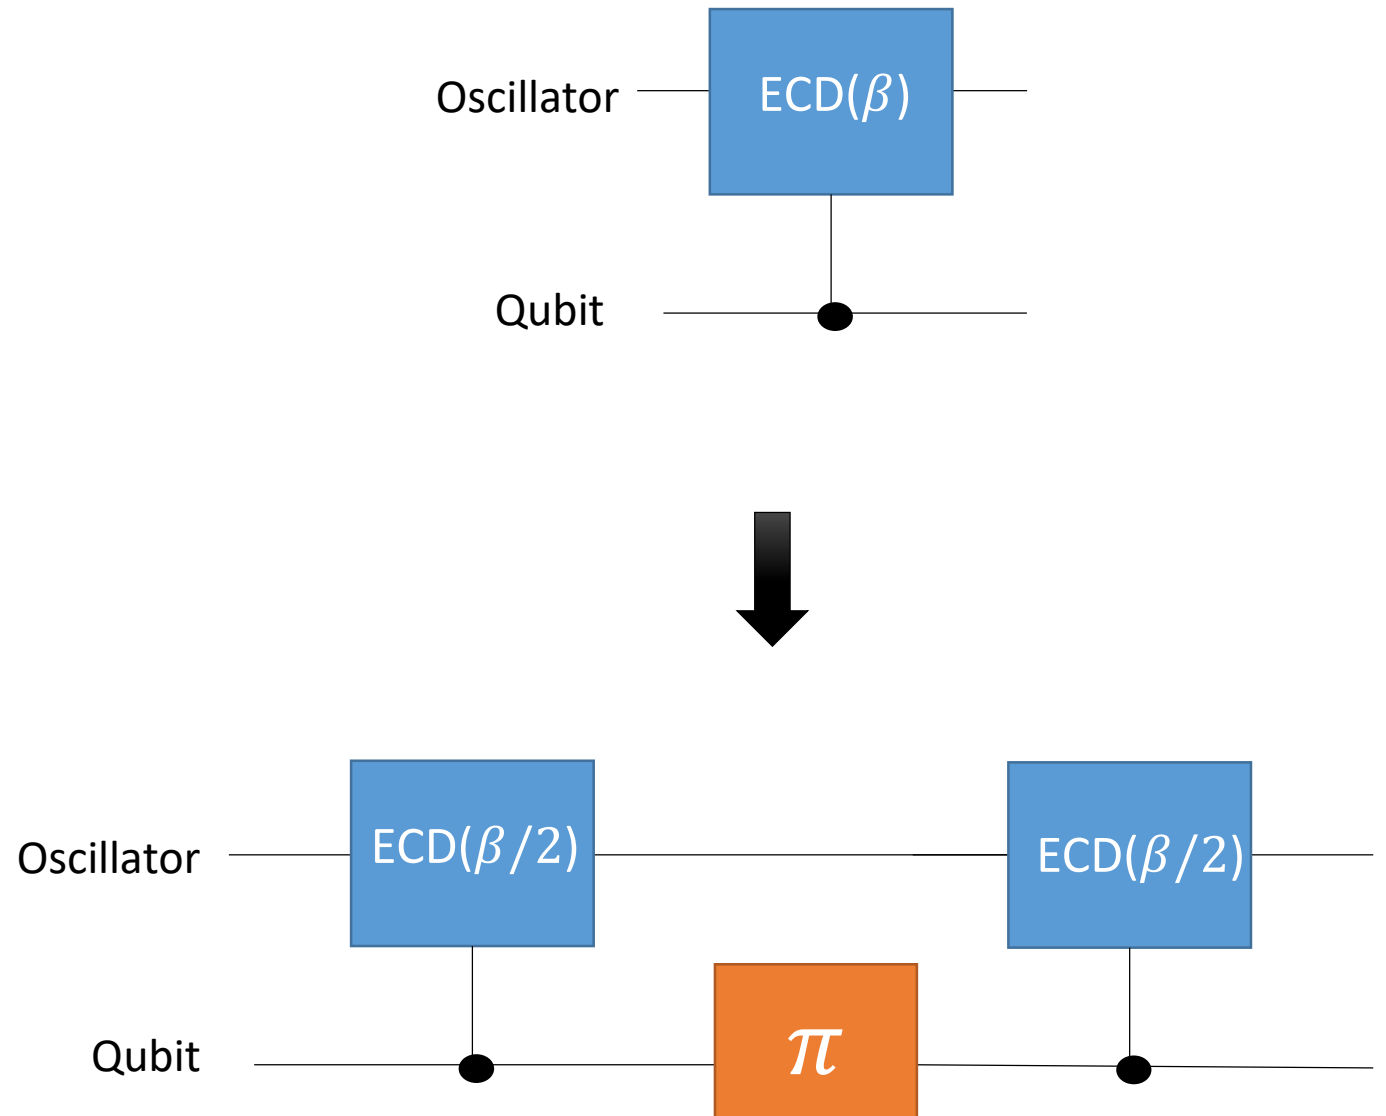 Oscillator
ECD(β)
Qubit
Oscillator
ECD(β/2)
ECD(β/2)
Qubit
π